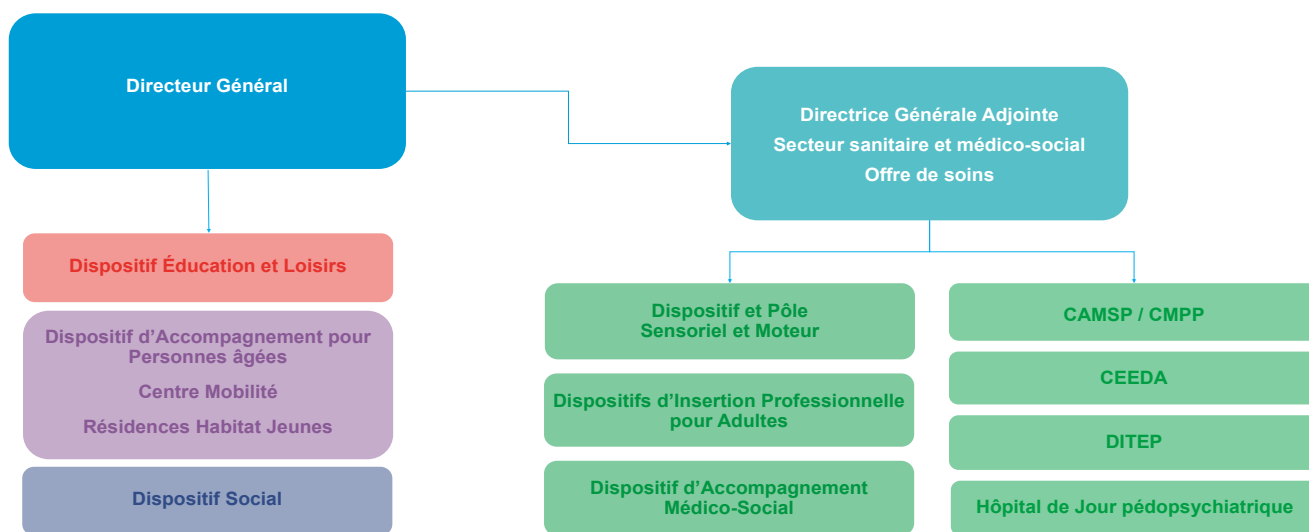 Directeur Général
Directrice Générale Adjointe
Secteur sanitaire et médico-social
Offre de soins
Dispositif Éducation et Loisirs
Dispositif d’Accompagnement pour
Personnes âgées
Centre Mobilité
Résidences Habitat Jeunes
Dispositif Social
Dispositif et Pôle
Sensoriel et Moteur
Dispositifs d’Insertion Professionnelle
pour Adultes
Dispositif d’Accompagnement
Médico-Social
CAMSP / CMPP
CEEDA
DITEP
Hôpital de Jour pédopsychiatrique